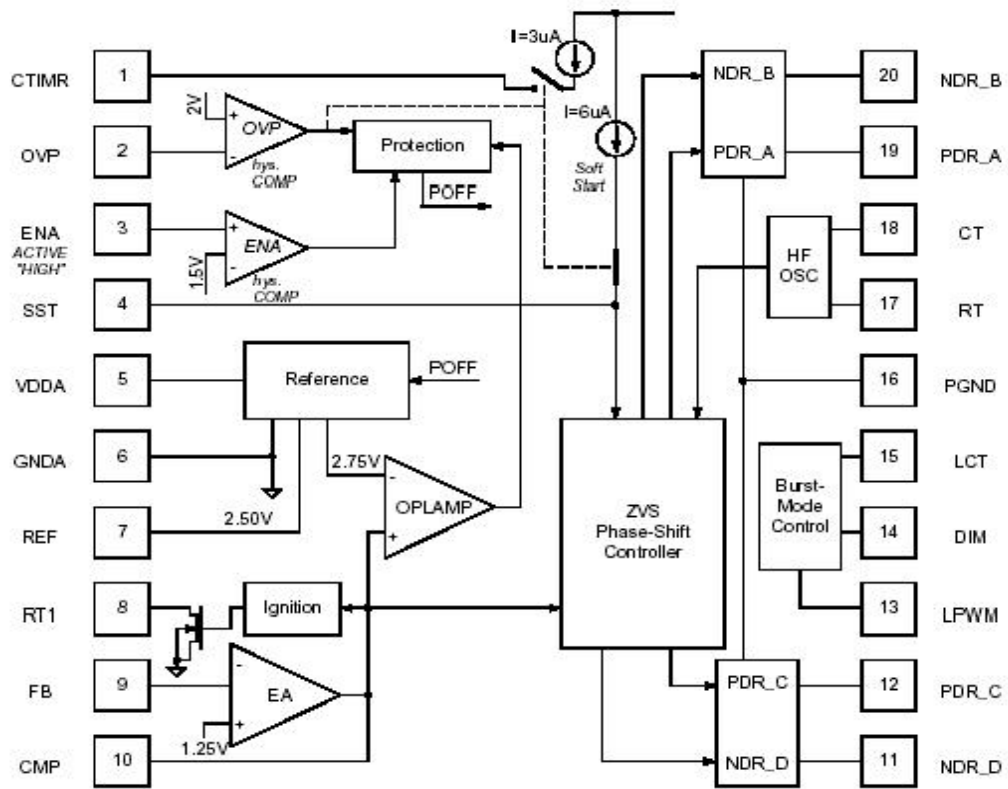 I=3uA
CTIMR
1
2V
+
OVP
-
hys.
COMP
OVP
2
Protection
POFF
I=6uA
Soft
Start
NDR_B
PDR_A
20
NDR_B
19
PDR_A
ENA
ACTIVE
"HIGH"
3
+
ENA
-
1.5V
hys.
COMP
HF
OSC
18
CT
17
RT
SST
4
VDDA
5
Reference
POFF
16
PGND
GNDA
6
2.75V
-
OPLAMP
+
REF
7
2.50V
ZVS
Phase-Shift
Controller
Burst-
Mode
Control
15
LCT
14
DIM
13
LPWM
RT1
8
Ignition
FB
9
-
EA
+
1.25V
CMP
10
PDR_C
NDR_D
12
PDR_C
11
NDR_D